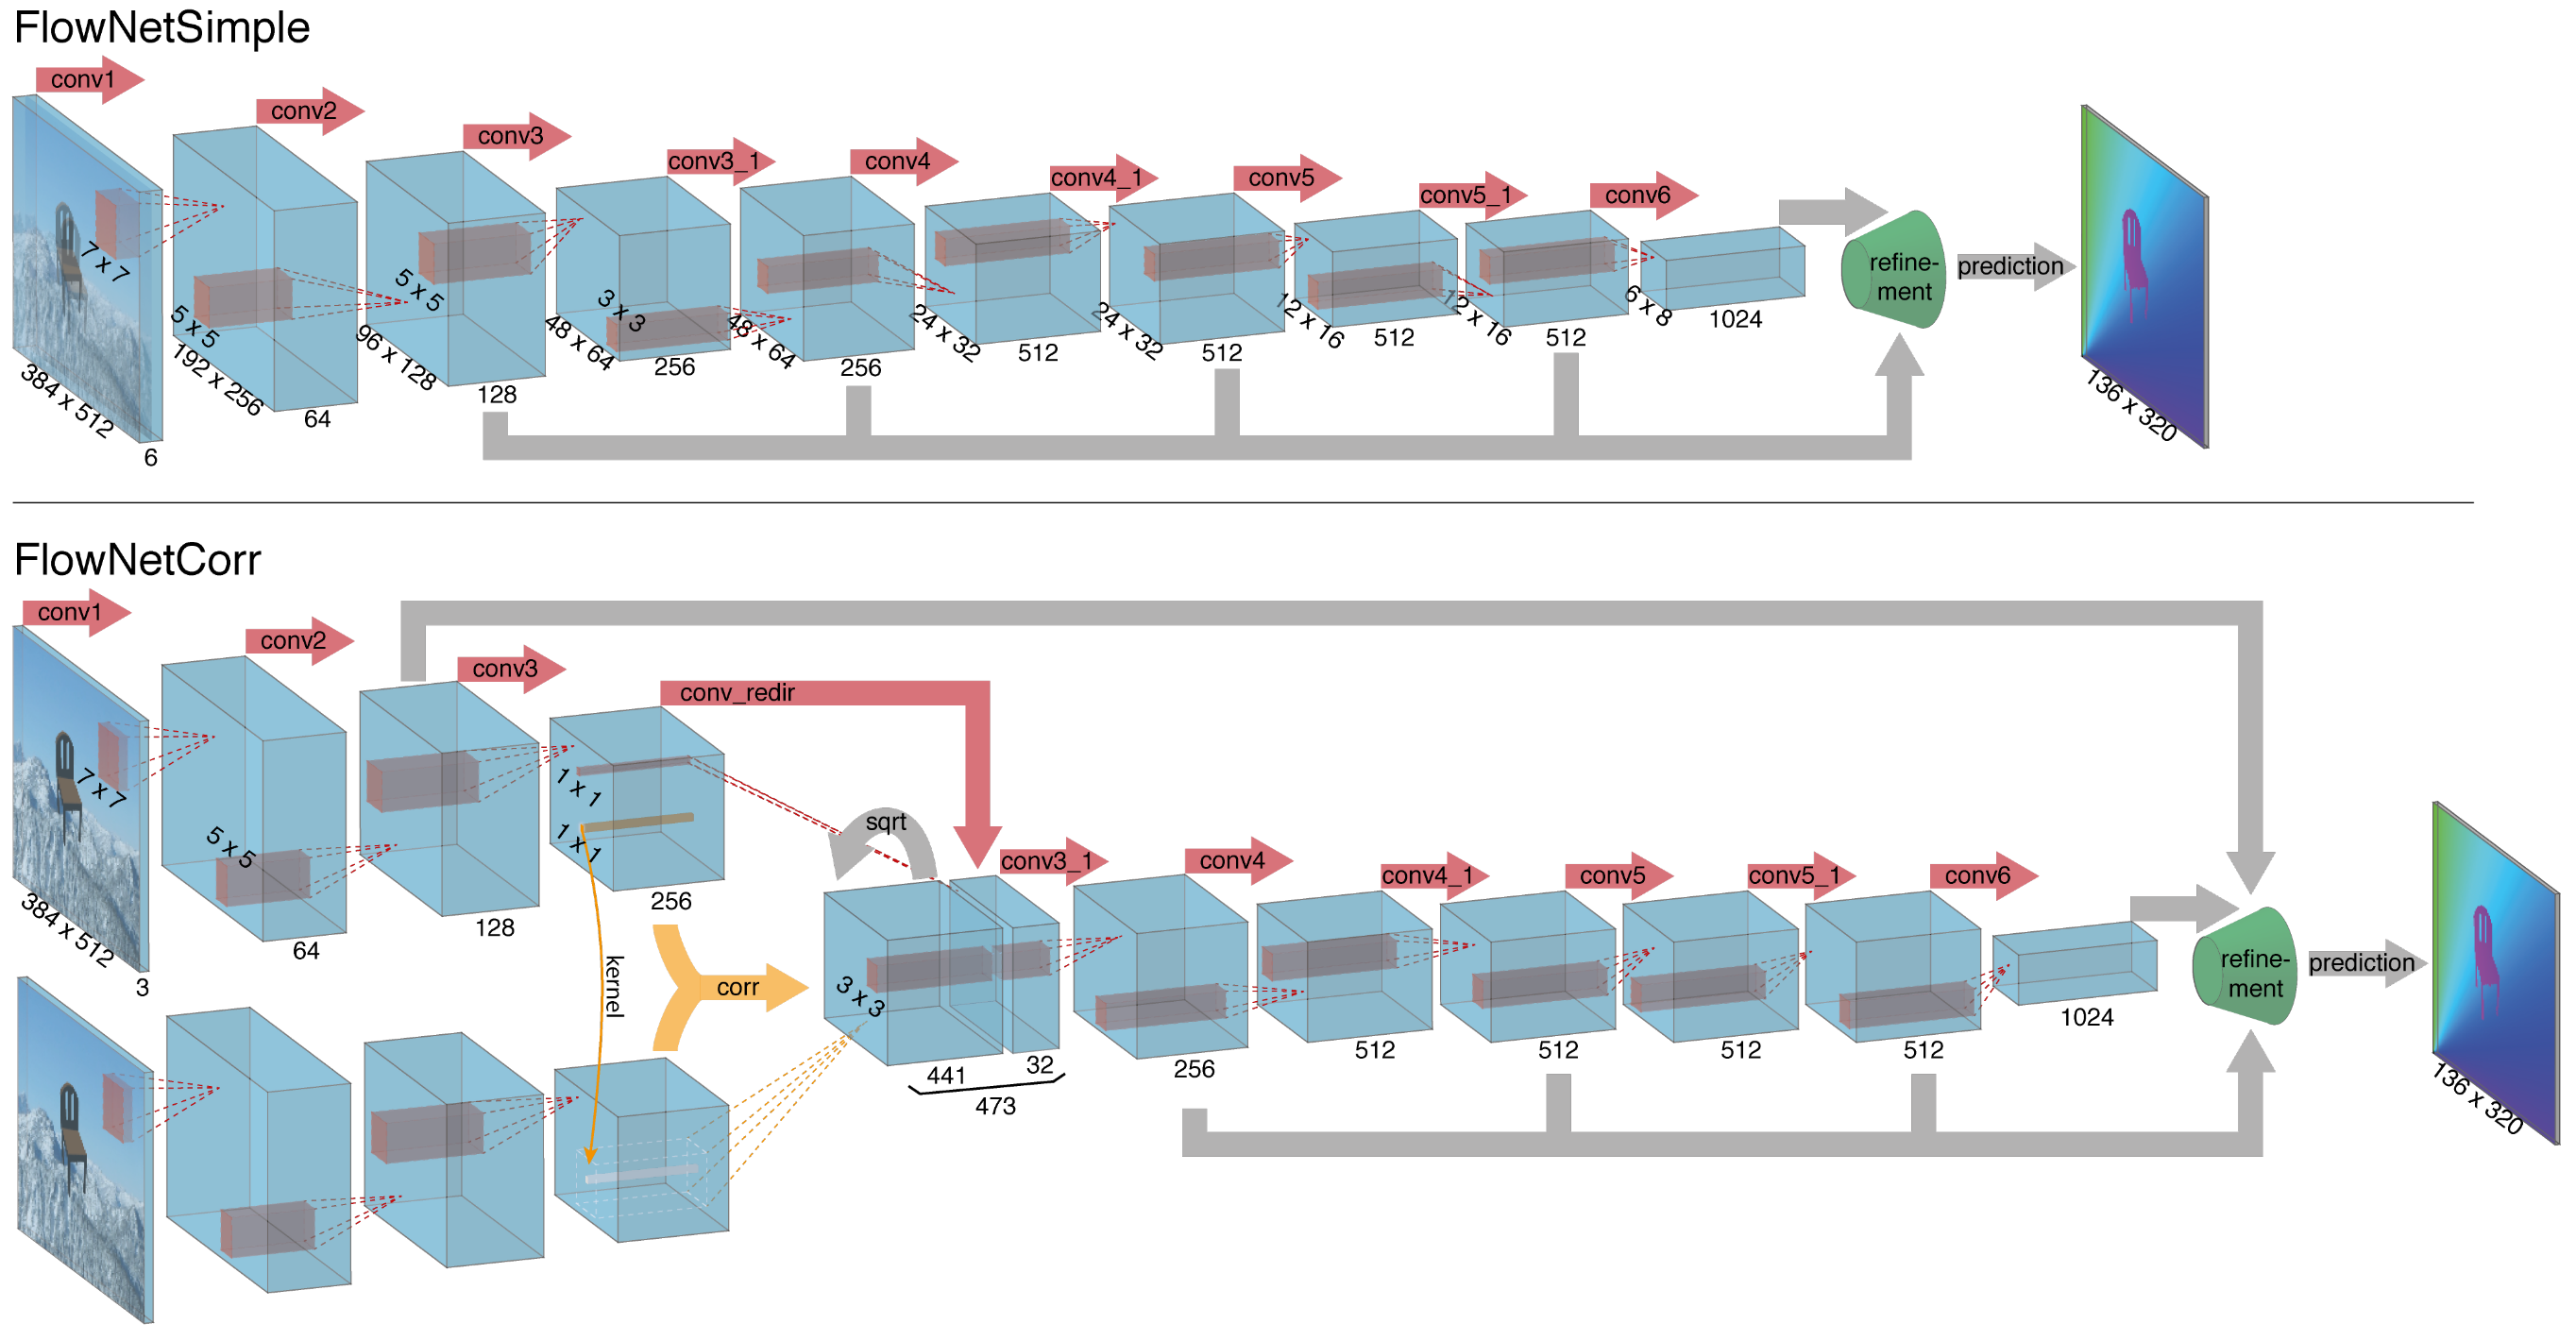 FlowNetSimple
conv1
conv2
conv3
conv3_1
conv4
conv4_1
conv5
conv5_1
conv6
7 x 7
5 x 5
5 x 5
3 x 3
384 x 512
192 x 256
96 x 128
48 x 64
48 x 64
24 x 32
24 x 32
12 x 16
12 x 16
6 x 8
6
64
128
256
256
512
512
512
512
1024
refine-
ment
prediction
136 x 320
FlowNetCorr
conv1
conv2
conv3
conv_redir
sqrt
conv3_1
conv4
conv4_1
conv5
conv5_1
conv6
7 x 7
5 x 5
1 x 1
1 x 1
kernel
corr
3 x 3
384 x 512
3
64
128
256
441
32
473
256
512
512
512
512
1024
refine-
ment
prediction
136 x 320